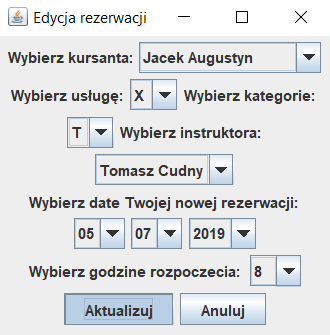 Edycja rezerwacji
Wybierz kursanta: Jacek Augustyn
Wybierz usługę: X Wybierz kategorie:
T Wybierz instruktora:
Tomasz Cudny
Wybierz date Twojej nowej rezerwacji:
05 07 2019
Wybierz godzine rozpoczecia: 8
Aktualizuj Anuluj